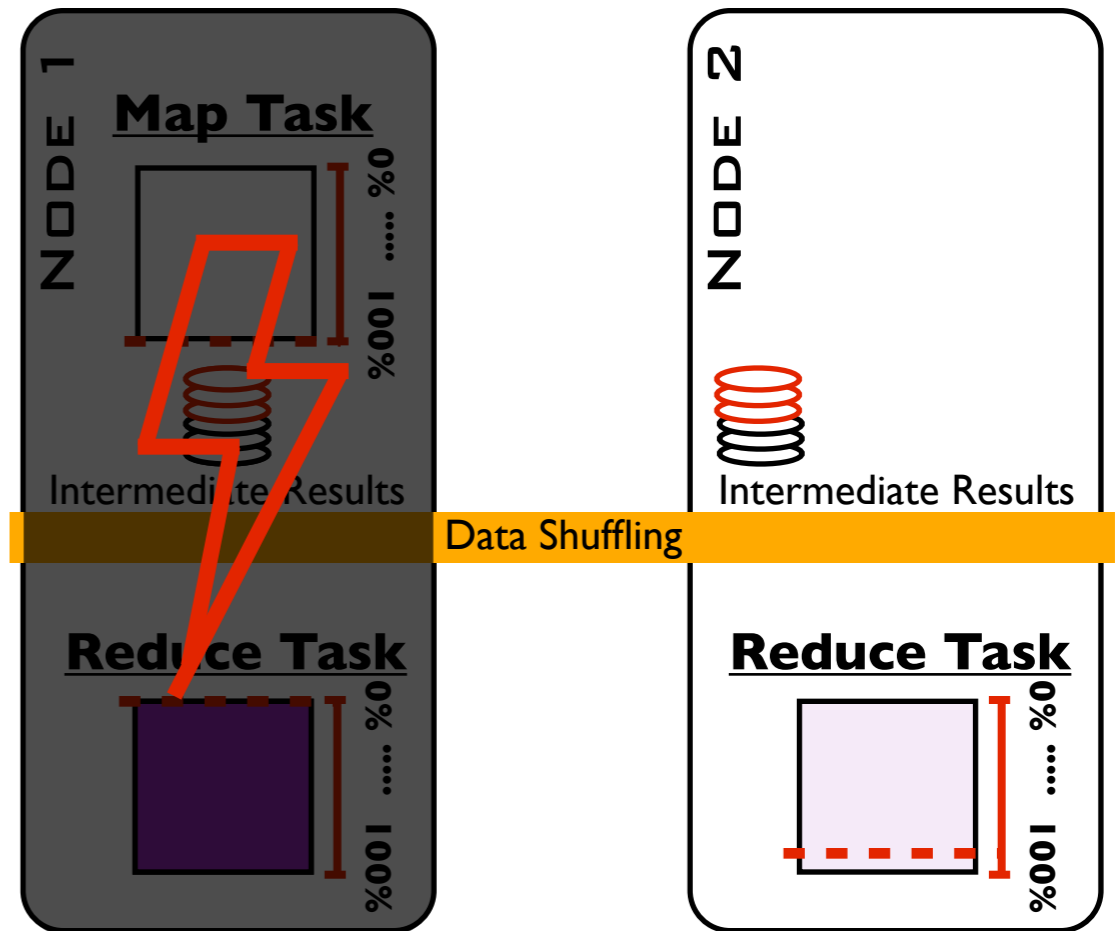 NODE 1
Map Task
0% ..... 100%
Intermediate Results
Reduce Task
0% ..... 100%
NODE 2
Intermediate Results
Data Shuffling
Reduce Task
0% ..... 100%